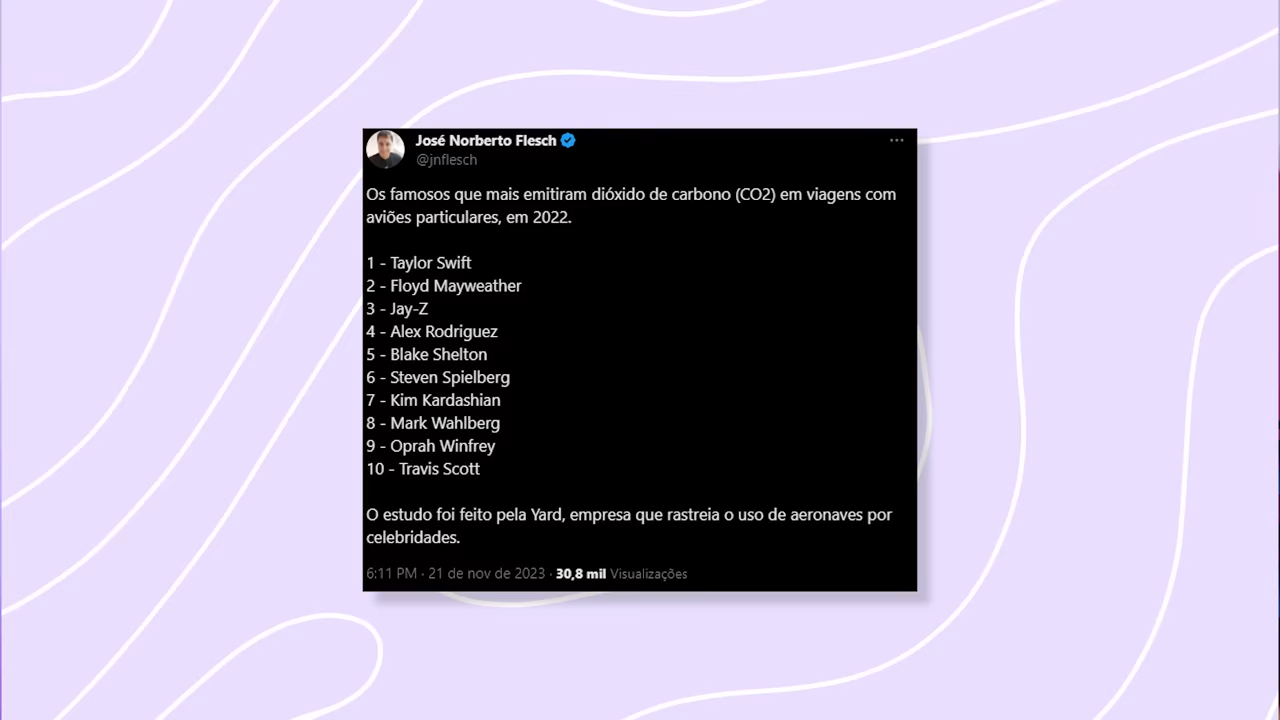 José Norberto Flesch
@jnflesch
Os famosos que mais emitiram dióxido de carbono (CO2) em viagens com
aviões particulares, em 2022.
1 - Taylor Swift
2 - Floyd Mayweather
3 - Jay-Z
4 - Alex Rodriguez
5 - Blake Shelton
6 - Steven Spielberg
7 - Kim Kardashian
8 - Mark Wahlberg
9 - Oprah Winfrey
10 - Travis Scott
O estudo foi feito pela Yard, empresa que rastreia o uso de aeronaves por
celebridades.
6:11 PM · 21 de nov de 2023 · 30,8 mil Visualizações